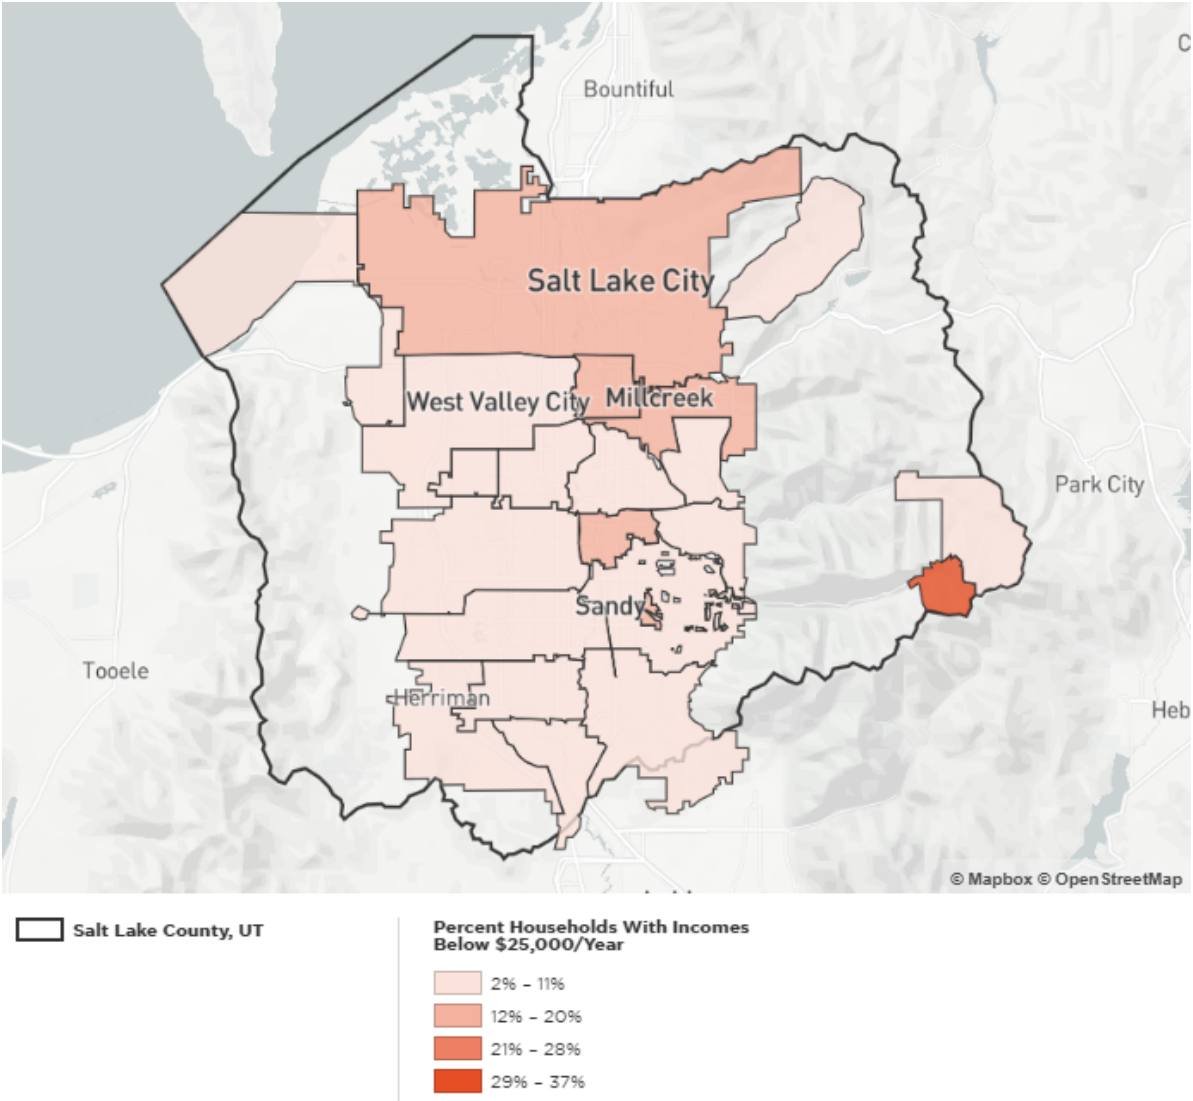 C
Bountiful
Salt Lake City
West Valley City
Millcreek
Park City
Sandy
Tooele
Herriman
Heb
© Mapbox © OpenStreetMap
Salt Lake County, UT
Percent Households With Incomes
Below $25,000/Year
2% – 11%
12% – 20%
21% – 28%
29% – 37%